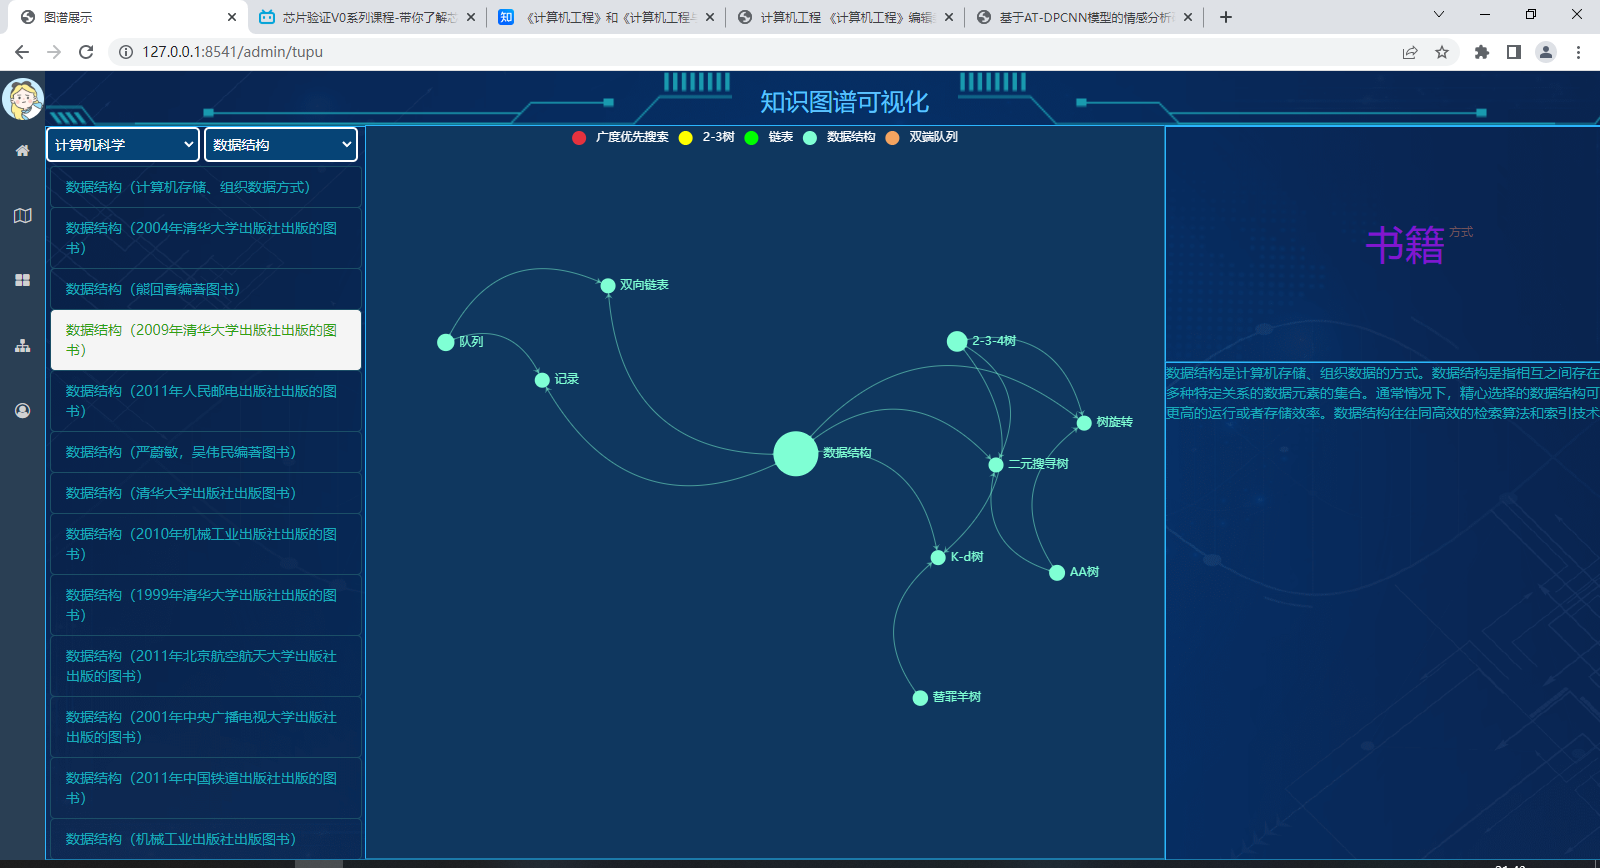 图谱展示
芯片验证V0系列课程-带你了解芯
《计算机工程》和《计算机工程与
计算机工程 《计算机工程》编辑
基于AT-DPCNN模型的情感分析
127.0.0.1:8541/admin/tupu
知识图谱可视化
计算机科学
数据结构
广度优先搜索
2-3树
链表
数据结构
双端队列
数据结构（计算机存储、组织数据方式）
数据结构（2004年清华大学出版社出版的图
书）
数据结构（熊回香编著图书）
数据结构（2009年清华大学出版社出版的图
书）
数据结构（2011年人民邮电出版社出版的图
书）
数据结构（严蔚敏，吴伟民编著图书）
数据结构（清华大学出版社出版图书）
数据结构（2010年机械工业出版社出版的图
书）
数据结构（1999年清华大学出版社出版的图
书）
数据结构（2011年北京航空航天大学出版社
出版的图书）
数据结构（2001年中央广播电视大学出版社
出版的图书）
数据结构（2011年中国铁道出版社出版的图
书）
数据结构（机械工业出版社出版图书）
双向链表
队列
记录
2-3-4树
树旋转
数据结构
二元搜寻树
K-d树
AA树
替罪羊树
书籍
方式
数据结构是计算机存储、组织数据的方式。数据结构是指相互之间存在
多种特定关系的数据元素的集合。通常情况下，精心选择的数据结构可
更高的运行或者存储效率。数据结构往往同高效的检索算法和索引技术